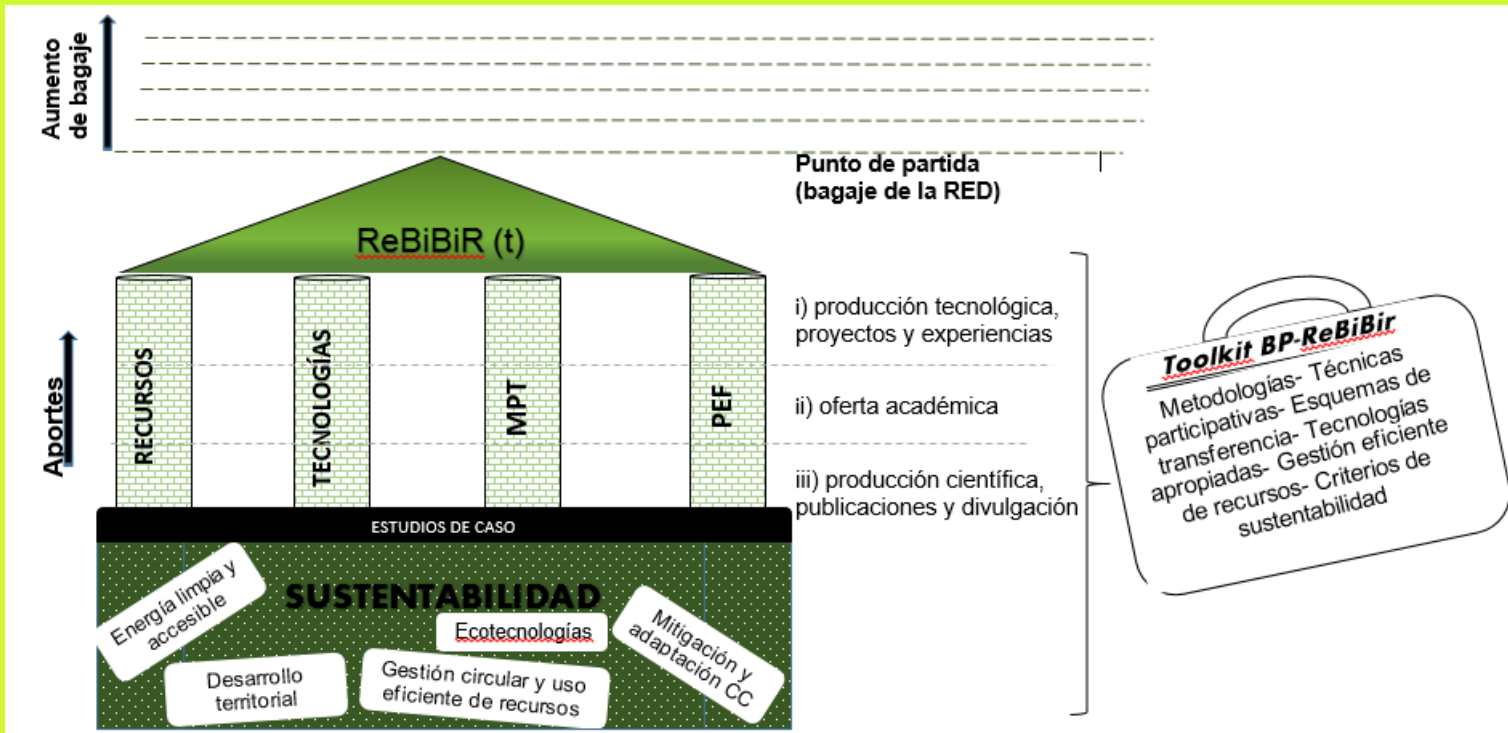 Aumento
de bagaje
Punto de partida
(bagaje de la RED)
ReBiBiR (t)
Aportes
RECURSOS
TECNOLOGÍAS
MPT
PEF
i) producción tecnológica,
proyectos y experiencias
ii) oferta académica
iii) producción científica,
publicaciones y divulgación
Toolkit BP-ReBiBir
Metodologías- Técnicas
participativas- Esquemas de
transferencia- Tecnologías
apropiadas- Gestión eficiente
de recursos- Criterios de
sustentabilidad
ESTUDIOS DE CASO
SUSTENTABILIDAD
Energía limpia y
accesible
Desarrollo
territorial
Ecotecnologías
Gestión circular y uso
eficiente de recursos
Mitigación y
adaptación CC